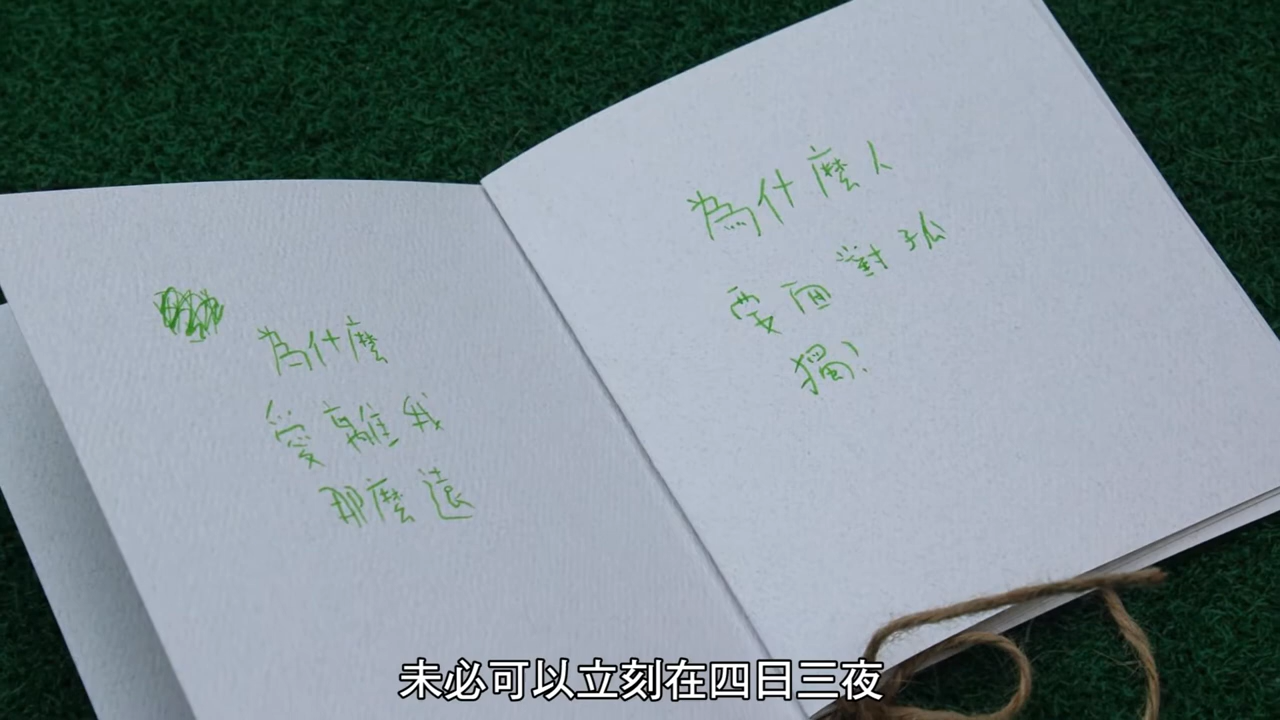 為什麼
愛離我
那麼遠
為什麼人
要面對孤
獨?
未必可以立刻在四日三夜